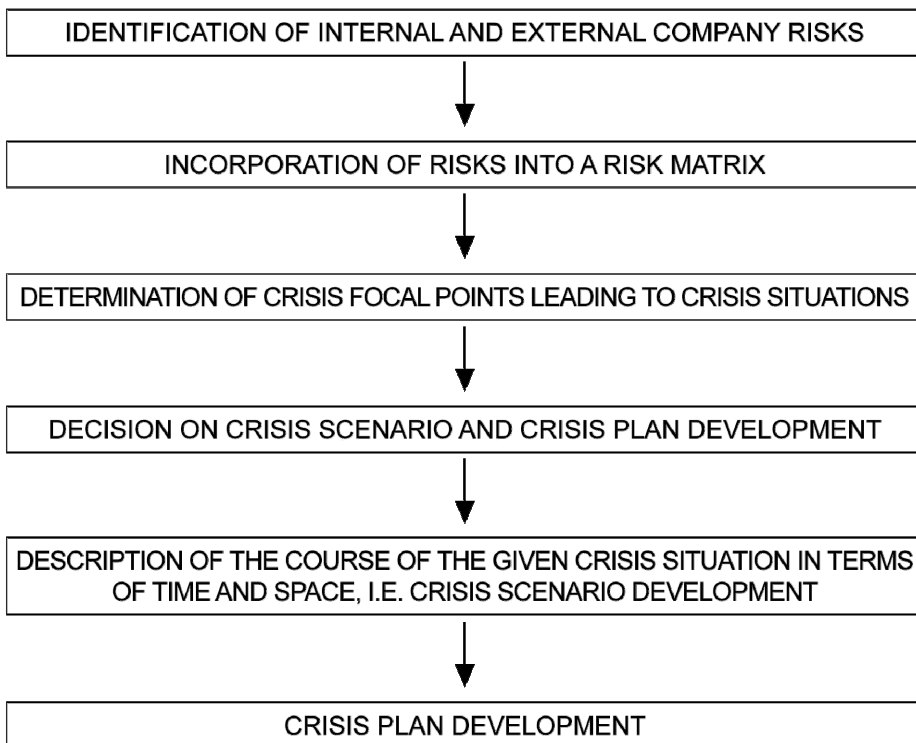 IDENTIFICATION OF INTERNAL AND EXTERNAL COMPANY RISKS
INCORPORATION OF RISKS INTO A RISK MATRIX
DETERMINATION OF CRISIS FOCAL POINTS LEADING TO CRISIS SITUATIONS
DECISION ON CRISIS SCENARIO AND CRISIS PLAN DEVELOPMENT
DESCRIPTION OF THE COURSE OF THE GIVEN CRISIS SITUATION IN TERMS
OF TIME AND SPACE, I.E. CRISIS SCENARIO DEVELOPMENT
CRISIS PLAN DEVELOPMENT